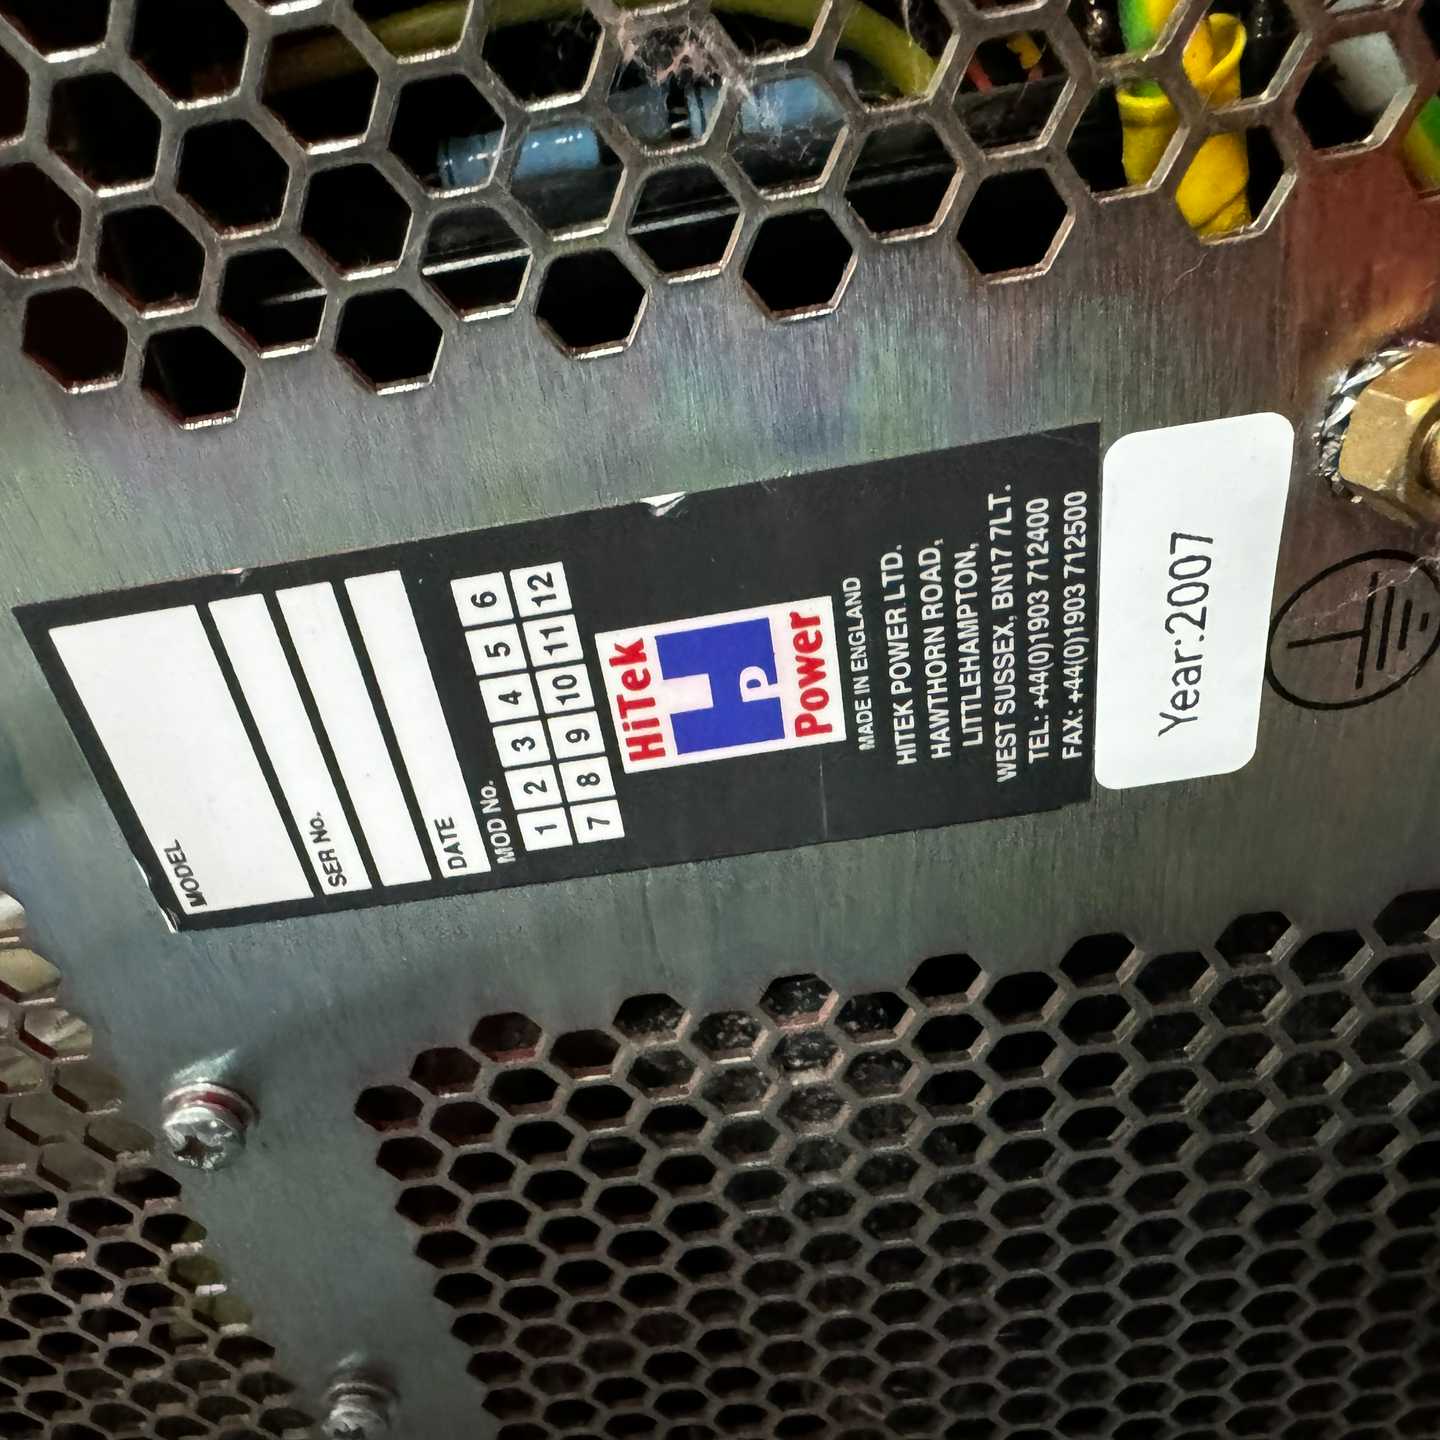 MODEL
SER No.
DATE
MOD No.
1 2 3 4 5 6
7 8 9 10 11 12
HiTek
HP
Power
MADE IN ENGLAND
HITEK POWER LTD.
HAWTHORN ROAD,
LITTLEHAMPTON,
WEST SUSSEX, BN17 7LT.
TEL: +44(0)1903 712400
FAX: +44(0)1903 712500
Year:2007